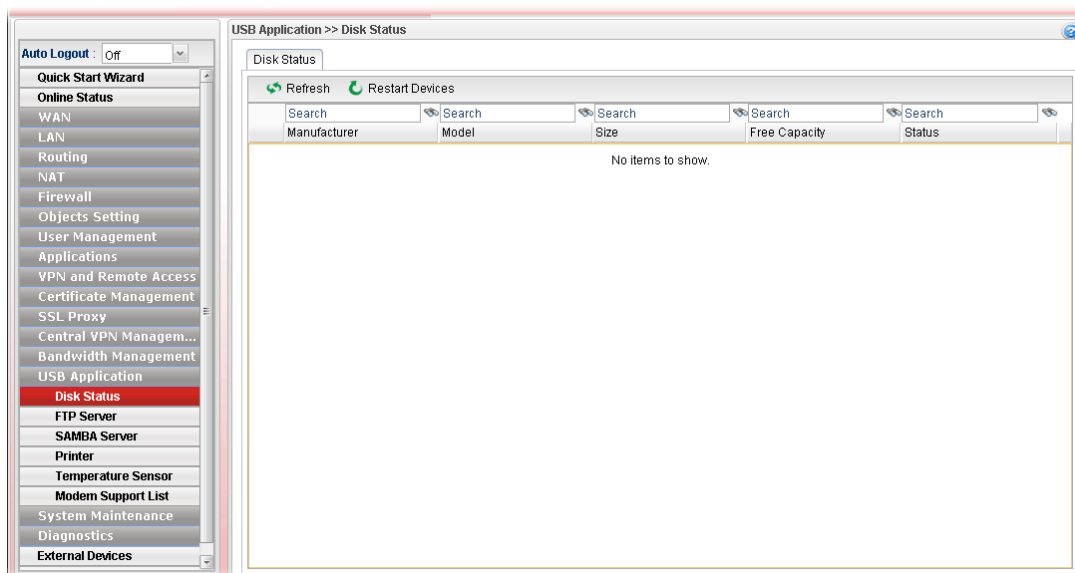 USB Application >> Disk Status
Auto Logout : Off
Quick Start Wizard
Online Status
WAN
LAN
Routing
NAT
Firewall
Objects Setting
User Management
Applications
VPN and Remote Access
Certificate Management
SSL Proxy
Central VPN Managem...
Bandwidth Management
USB Application
Disk Status
FTP Server
SAMBA Server
Printer
Temperature Sensor
Modem Support List
System Maintenance
Diagnostics
External Devices
Disk Status
Refresh Restart Devices
Search Search Search Search Search
Manufacturer Model Size Free Capacity Status
No items to show.